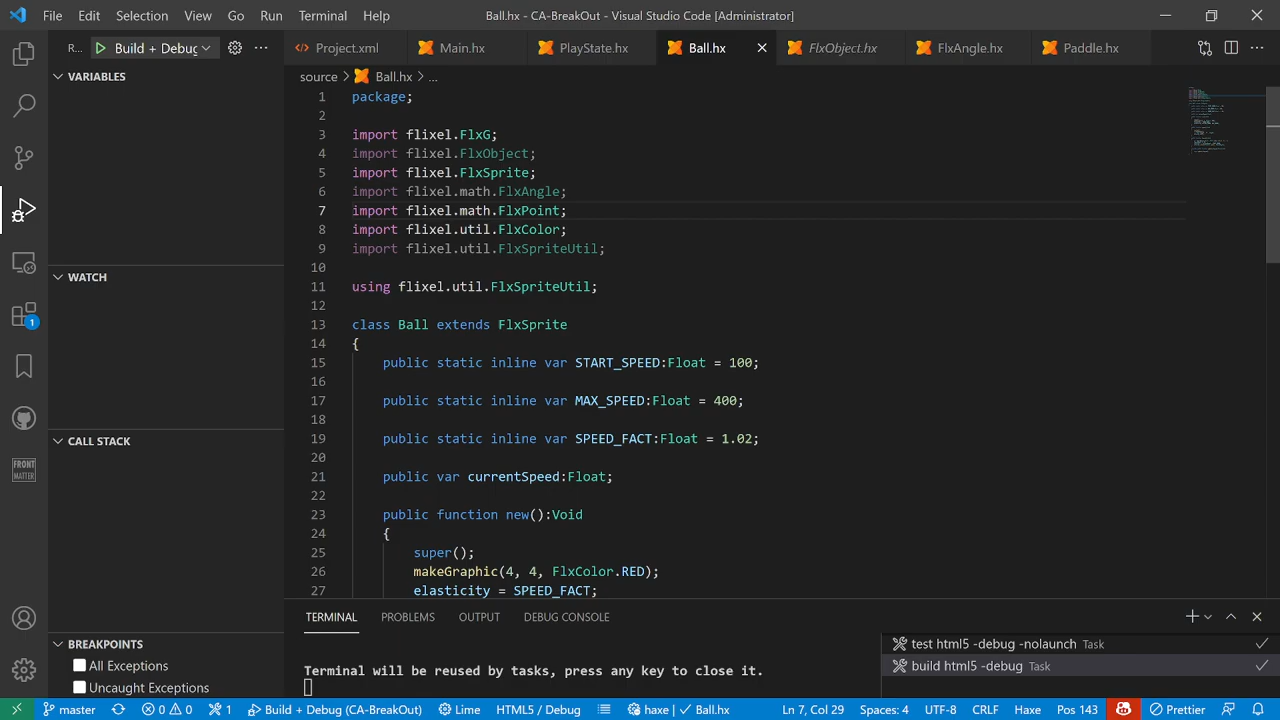 File Edit Selection View Go Run Terminal Help Ball.hx - CA-BreakOut - Visual Studio Code [Administrator]
R... Build + Debug ... Project.xml Main.hx PlayState.hx Ball.hx FlxObject.hx FlxAngle.hx Paddle.hx ...
source > Ball.hx > ...
VARIABLES
WATCH
CALL STACK
BREAKPOINTS
All Exceptions
Uncaught Exceptions
1
FRONT
MATTER
1 package;
2
3 import flixel.FlxG;
4 import flixel.FlxObject;
5 import flixel.FlxSprite;
6 import flixel.math.FlxAngle;
7 import flixel.math.FlxPoint;
8 import flixel.util.FlxColor;
9 import flixel.util.FlxSpriteUtil;
10
11 using flixel.util.FlxSpriteUtil;
12
13 class Ball extends FlxSprite
14 {
15 public static inline var START_SPEED:Float = 100;
16
17 public static inline var MAX_SPEED:Float = 400;
18
19 public static inline var SPEED_FACT:Float = 1.02;
20
21 public var currentSpeed:Float;
22
23 public function new():Void
24 {
25 super();
26 makeGraphic(4, 4, FlxColor.RED);
27 elasticity = SPEED_FACT;
TERMINAL PROBLEMS OUTPUT DEBUG CONSOLE
Terminal will be reused by tasks, press any key to close it.
test html5 -debug -nolaunch Task
build html5 -debug Task
master 0 0 1 Build + Debug (CA-BreakOut) Lime HTML5 / Debug haxe | Ball.hx Ln 7, Col 29 Spaces: 4 UTF-8 CRLF Haxe Pos 143 Prettier